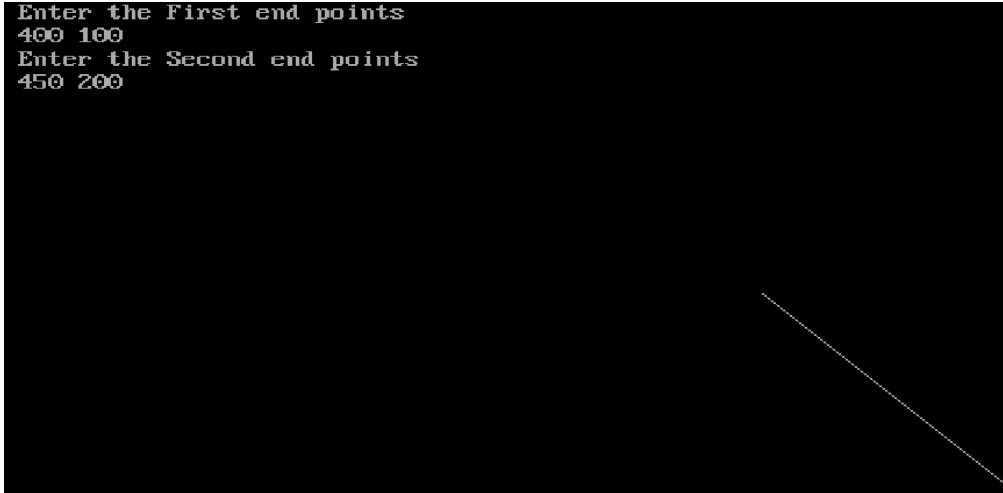 Enter the First end points
400 100
Enter the Second end points
450 200